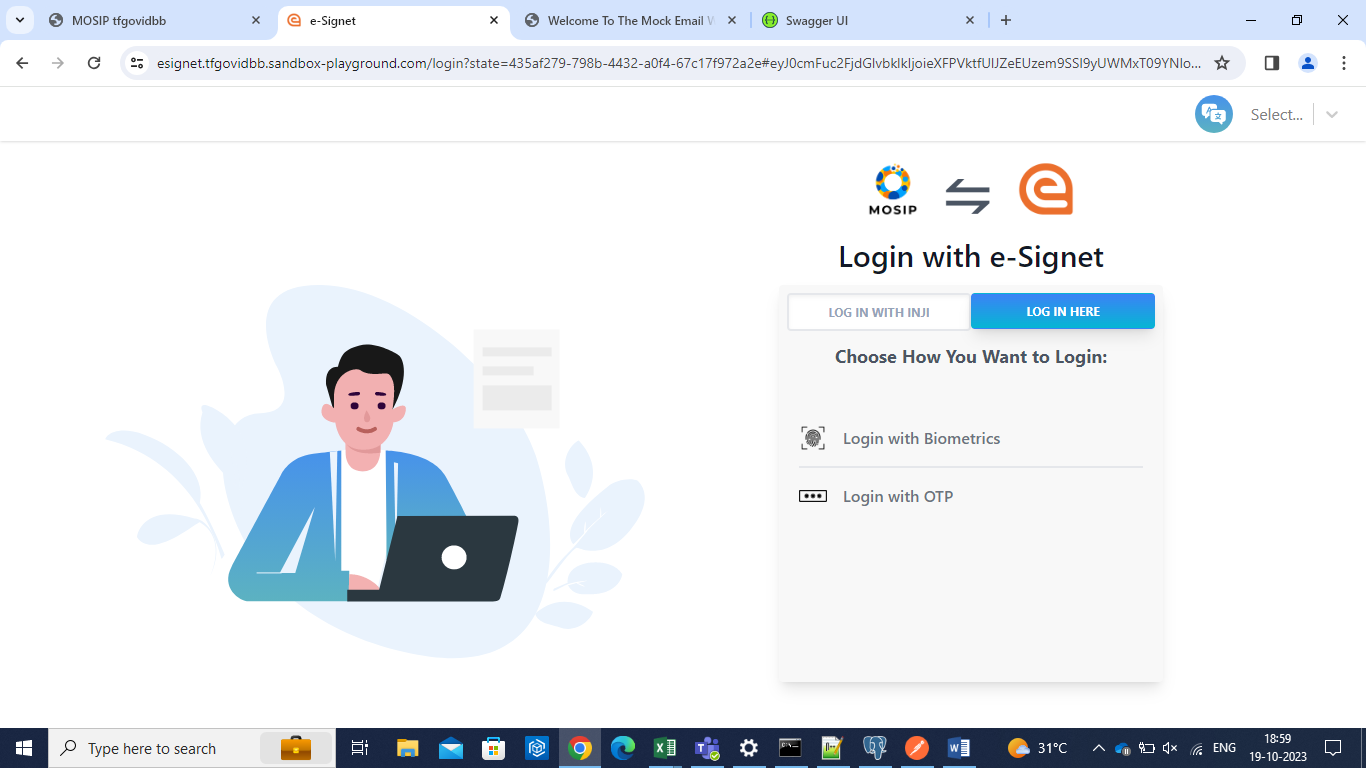 MOSIP tfgovidbb
e-Signet
Welcome To The Mock Email W
Swagger UI
esignet.tfgovidbb.sandbox-playground.com/login?state=435af279-798b-4432-a0f4-67c17f972a2e#
Select...
MOSIP
Login with e-Signet
LOG IN WITH INJI
LOG IN HERE
Choose How You Want to Login:
Login with Biometrics
Login with OTP
Type here to search
31°C
ENG
18:59
19-10-2023